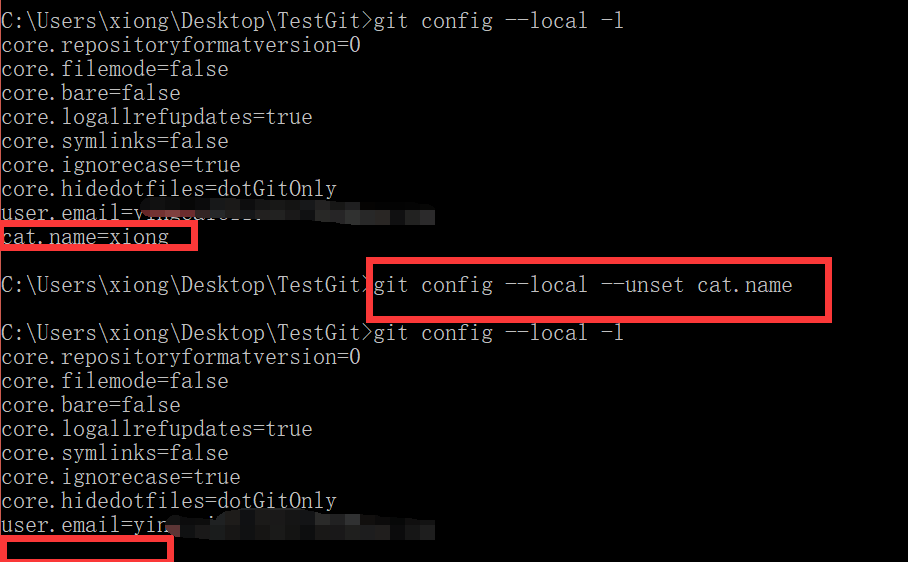 C:\Users\xiong\Desktop\TestGit>git config --local -l
core.repositoryformatversion=0
core.filemode=false
core.bare=false
core.logallrefupdates=true
core.symlinks=false
core.ignorecase=true
core.hidedotfiles=dotGitOnly
user.email=
cat.name=xiong
C:\Users\xiong\Desktop\TestGit>git config --local --unset cat.name
C:\Users\xiong\Desktop\TestGit>git config --local -l
core.repositoryformatversion=0
core.filemode=false
core.bare=false
core.logallrefupdates=true
core.symlinks=false
core.ignorecase=true
core.hidedotfiles=dotGitOnly
user.email=yin